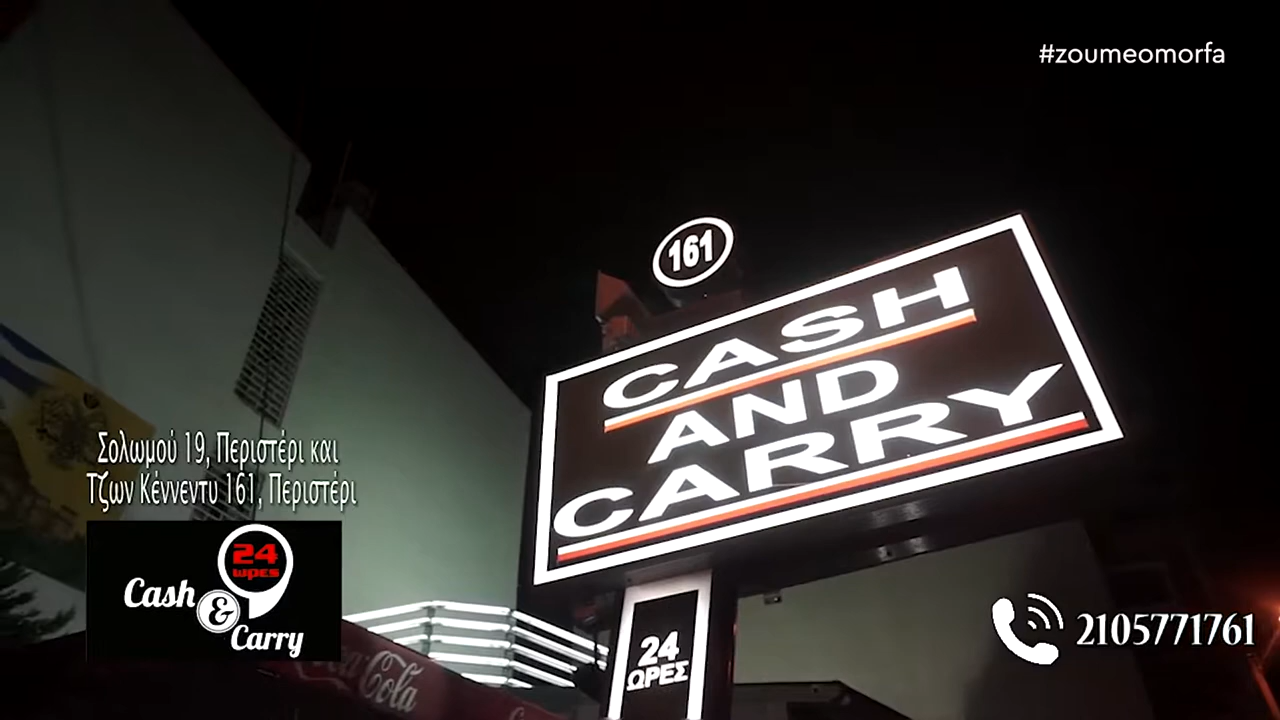 #zoumeomorfa
161
CASH
AND
CARRY
Σολωμού 19, Περιστέρι και
Τζων Κέννεντυ 161, Περιστέρι
24
ωρες
Cash
&
Carry
24
ΩΡΕΣ
2105771761
Coca Cola